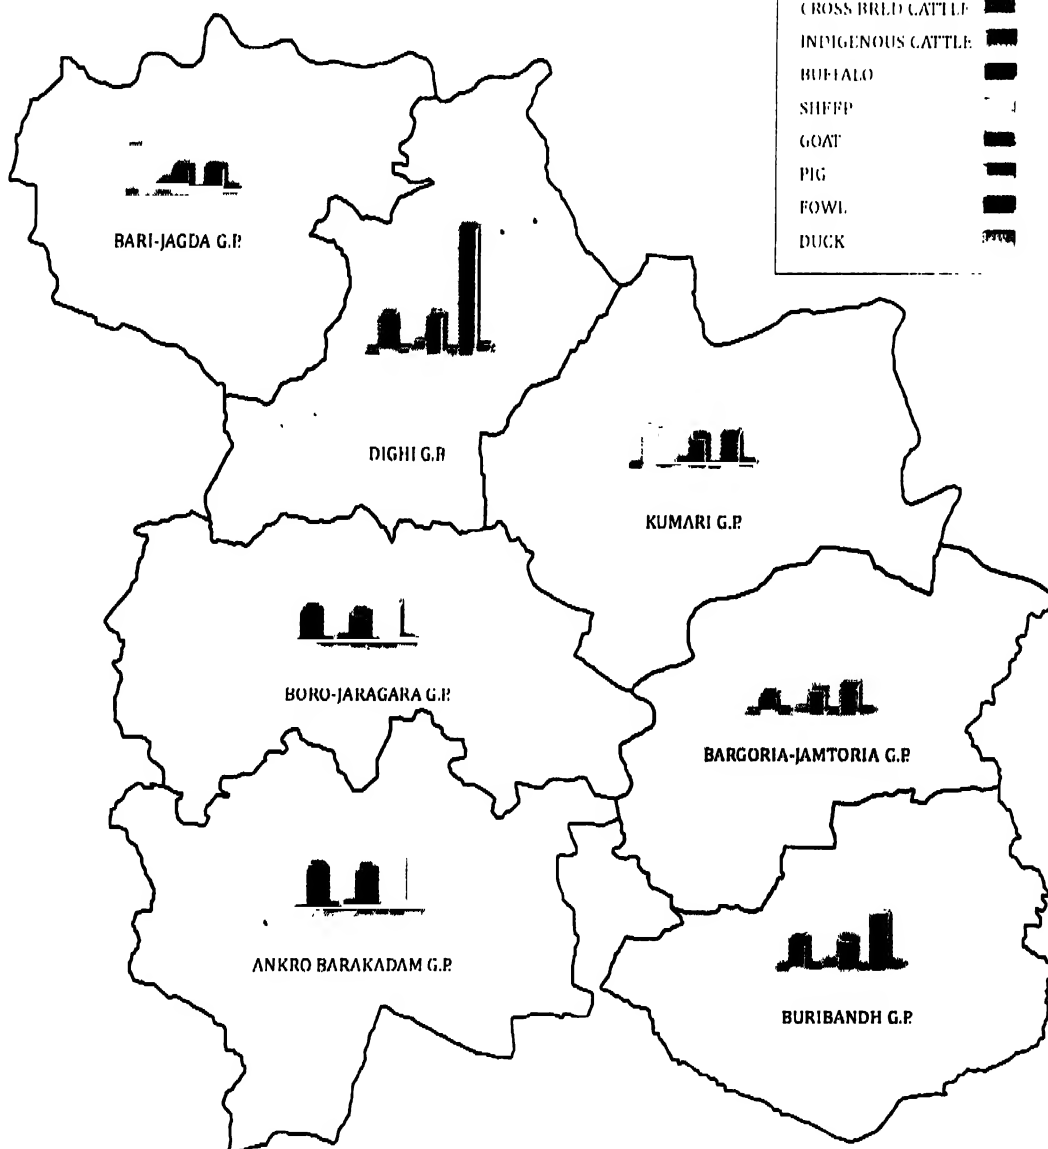 CROSS BRED CATTLE
INDIGENOUS CATTLE
BUFFALO
SHEEP
GOAT
PIG
FOWL
DUCK
BARI-JAGDA G.P.
DIGHI G.P.
KUMARI G.P.
BORO-JARAGARA G.P.
BARGORIA-JAMTORIA G.P.
ANKRO BARAKADAM G.P.
BURIBANDH G.P.